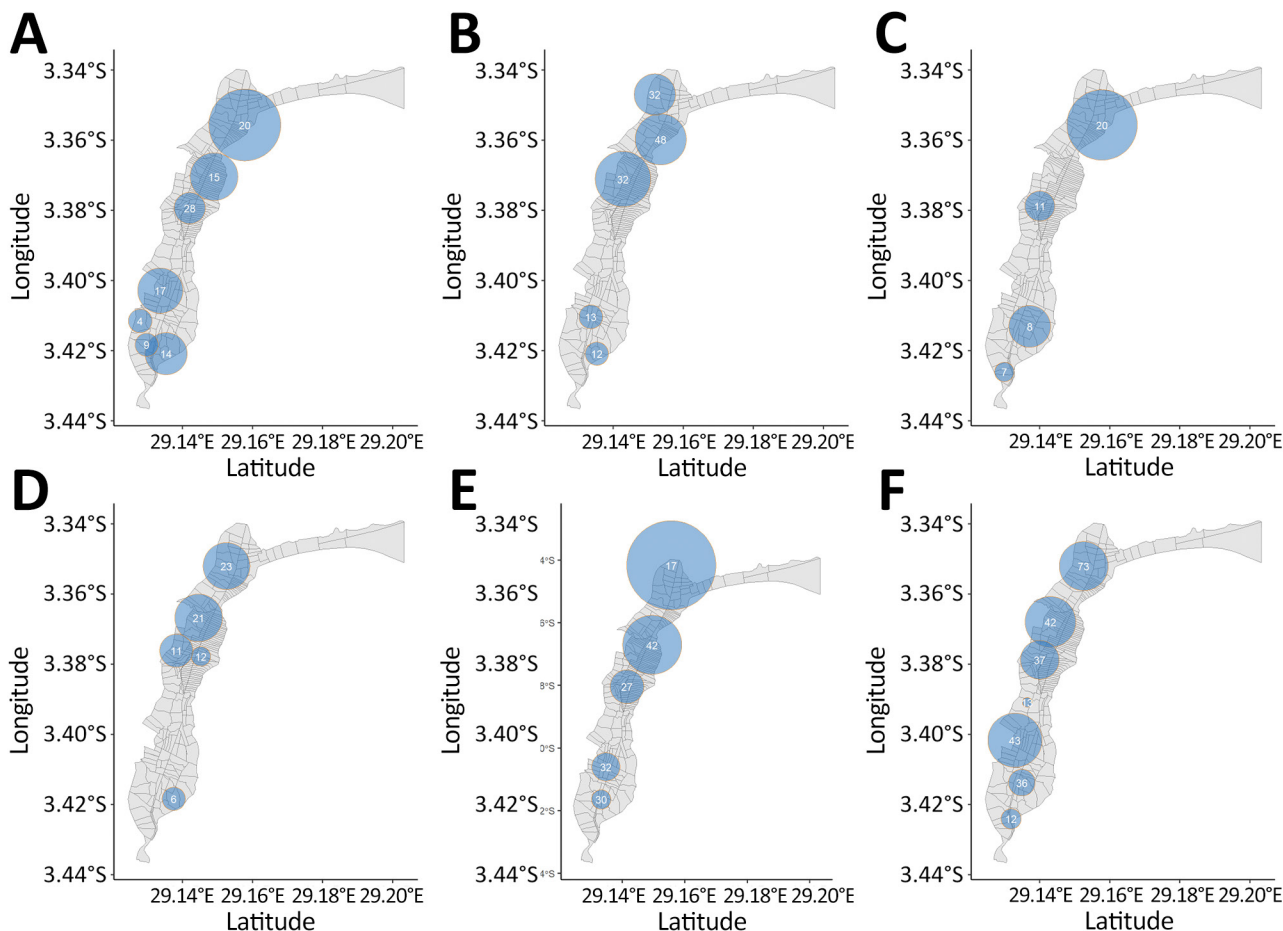 A
3.34°S
3.36°S
3.38°S
3.40°S
3.42°S
3.44°S
Longitude
20
15
28
17
4
9
14
29.14°E 29.16°E 29.18°E 29.20°E
Latitude
B
3.34°S
3.36°S
3.38°S
3.40°S
3.42°S
3.44°S
Longitude
32
48
32
13
12
29.14°E 29.16°E 29.18°E 29.20°E
Latitude
C
3.34°S
3.36°S
3.38°S
3.40°S
3.42°S
3.44°S
Longitude
20
11
8
7
29.14°E 29.16°E 29.18°E 29.20°E
Latitude
D
3.34°S
3.36°S
3.38°S
3.40°S
3.42°S
3.44°S
Longitude
23
21
11
12
6
29.14°E 29.16°E 29.18°E 29.20°E
Latitude
E
3.34°S
3.36°S
3.38°S
3.40°S
3.42°S
3.44°S
4°S
6°S
8°S
0°S
2°S
4°S
Longitude
17
42
27
32
30
29.14°E 29.16°E 29.18°E 29.20°E
Latitude
F
3.34°S
3.36°S
3.38°S
3.40°S
3.42°S
3.44°S
Longitude
73
42
37
43
36
12
29.14°E 29.16°E 29.18°E 29.20°E
Latitude